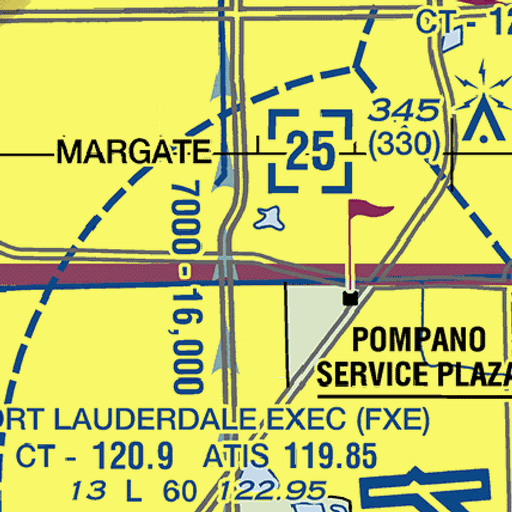 CT - 12
345
(330)
25
MARGATE
7000 - 16,000
POMPANO
SERVICE PLAZA
ORT LAUDERDALE EXEC (FXE)
CT - 120.9 ATIS 119.85
13 L 60 122.95